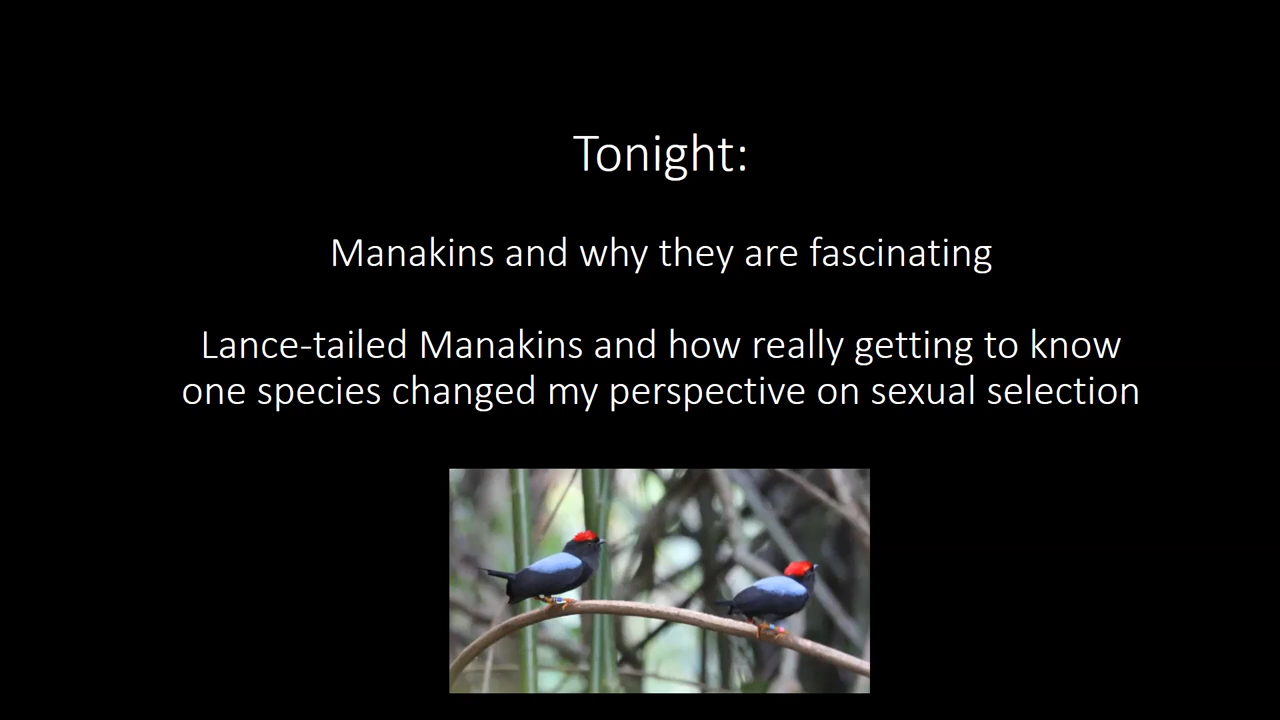 Tonight:
Manakins and why they are fascinating
Lance-tailed Manakins and how really getting to know
one species changed my perspective on sexual selection